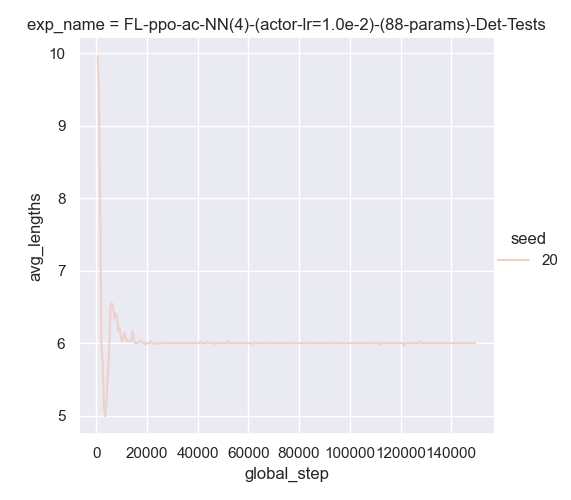 exp_name = FL-ppo-ac-NN(4)-(actor-lr=1.0e-2)-(88-params)-Det-Tests
10
9
8
7
6
5
avg_lengths
seed
20
0 20000 40000 60000 80000 100000 120000 140000
global_step